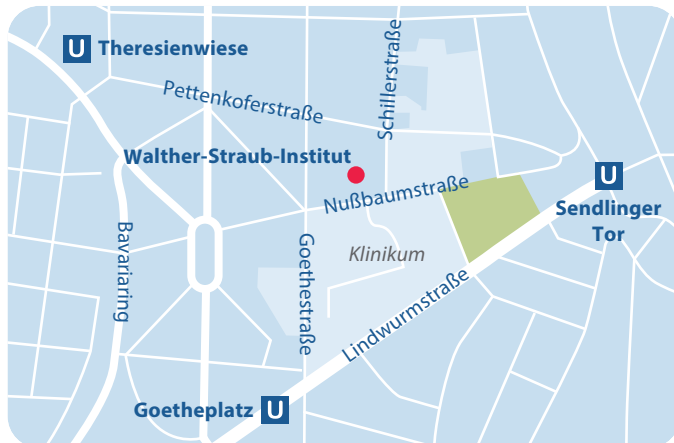 U Theresienwiese
Pettenkoferstraße
Schillerstraße
Walther-Straub-Institut
Nußbaumstraße
U
Sendlinger
Tor
Bavariaring
Goethestraße
Klinikum
Lindwurmstraße
Goetheplatz U